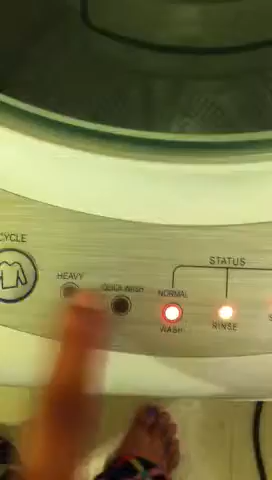 CYCLE
HEAVY
QUICK WASH
NORMAL
STATUS
WASH
RINSE